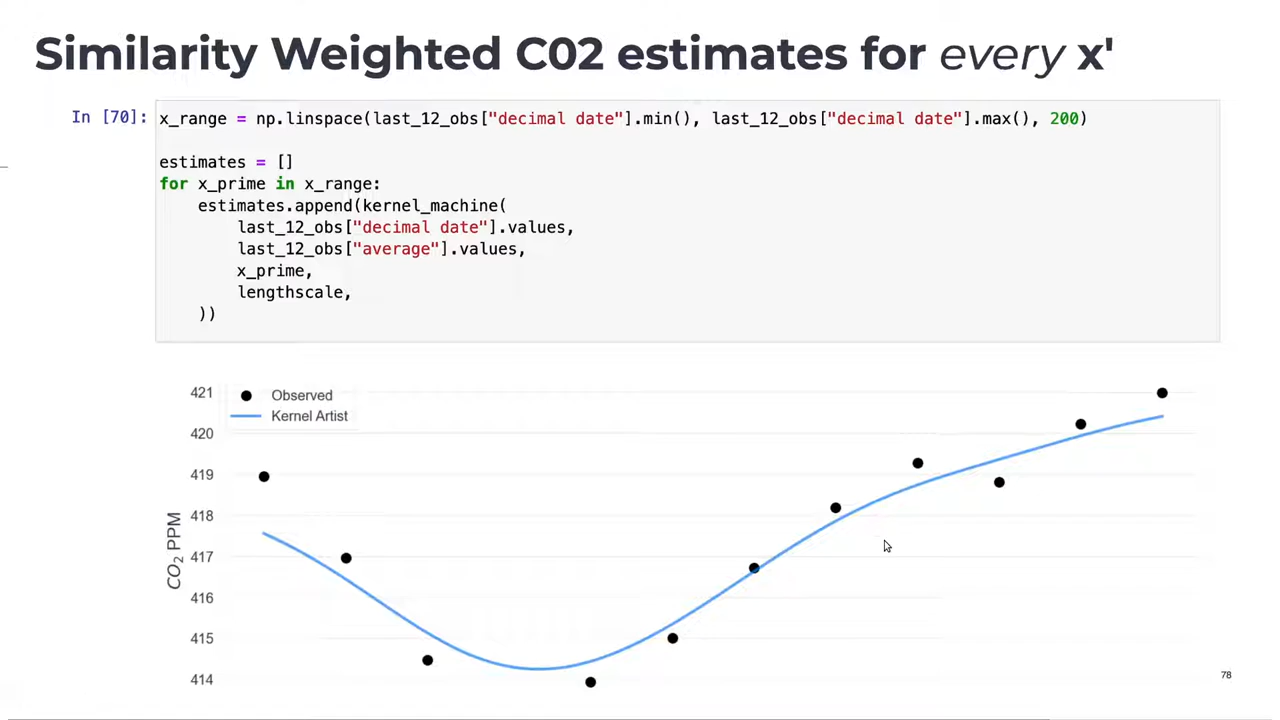 Similarity Weighted C02 estimates for every x'
In [70]: x_range = np.linspace(last_12_obs["decimal date"].min(), last_12_obs["decimal date"].max(), 200)
estimates = []
for x_prime in x_range:
    estimates.append(kernel_machine(
        last_12_obs["decimal date"].values,
        last_12_obs["average"].values,
        x_prime,
        lengthscale,
    ))
Observed
Kernel Artist
421
420
419
418
417
416
415
414
CO₂ PPM
78